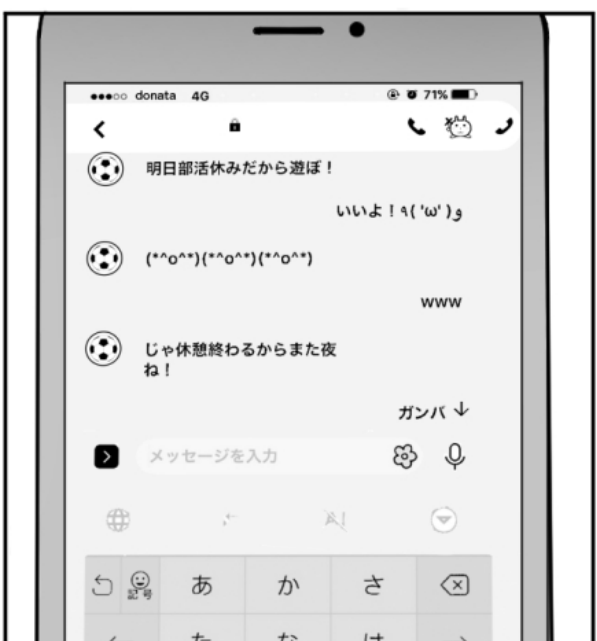 donata 4G 71%
明日部活休みだから遊ぼ！
いいよ！٩( 'ω' )و
(*^o^*)(*^o^*)(*^o^*)
www
じゃ休憩終わるからまた夜
ね！
ガンバ↓
メッセージを入力
記号 あ か さ